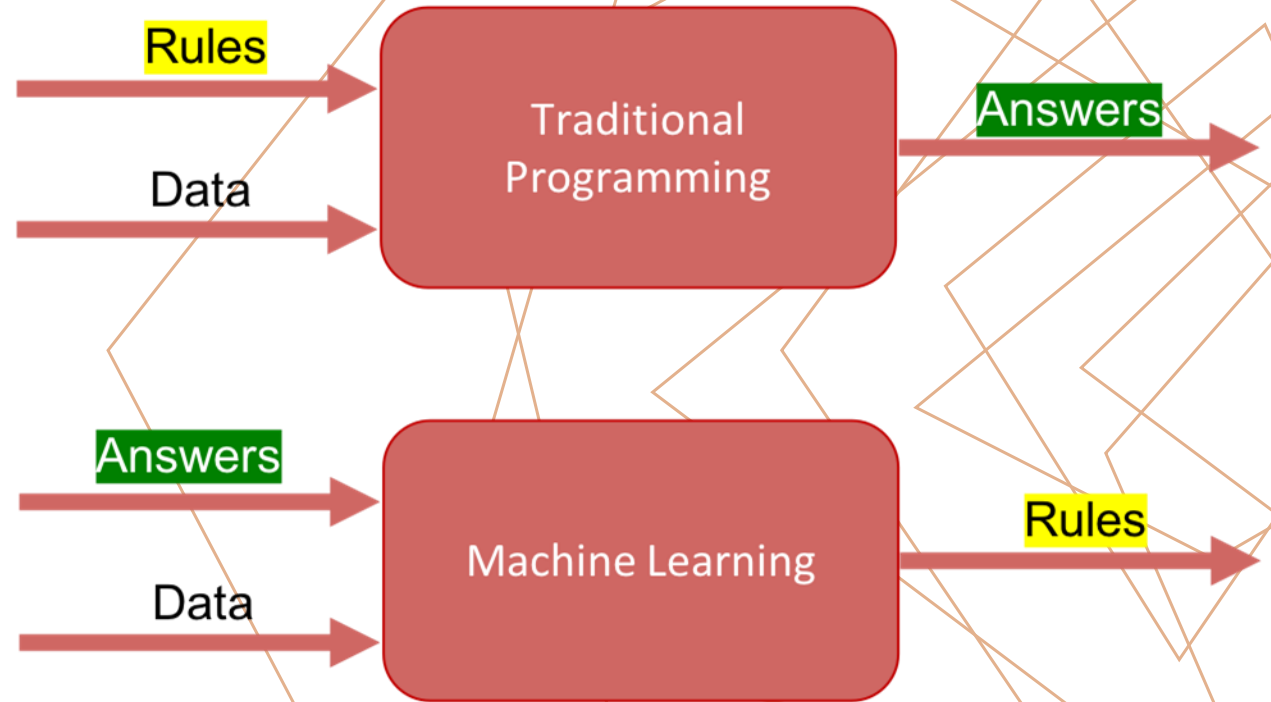 Rules
Data
Traditional
Programming
Answers
Answers
Data
Machine Learning
Rules